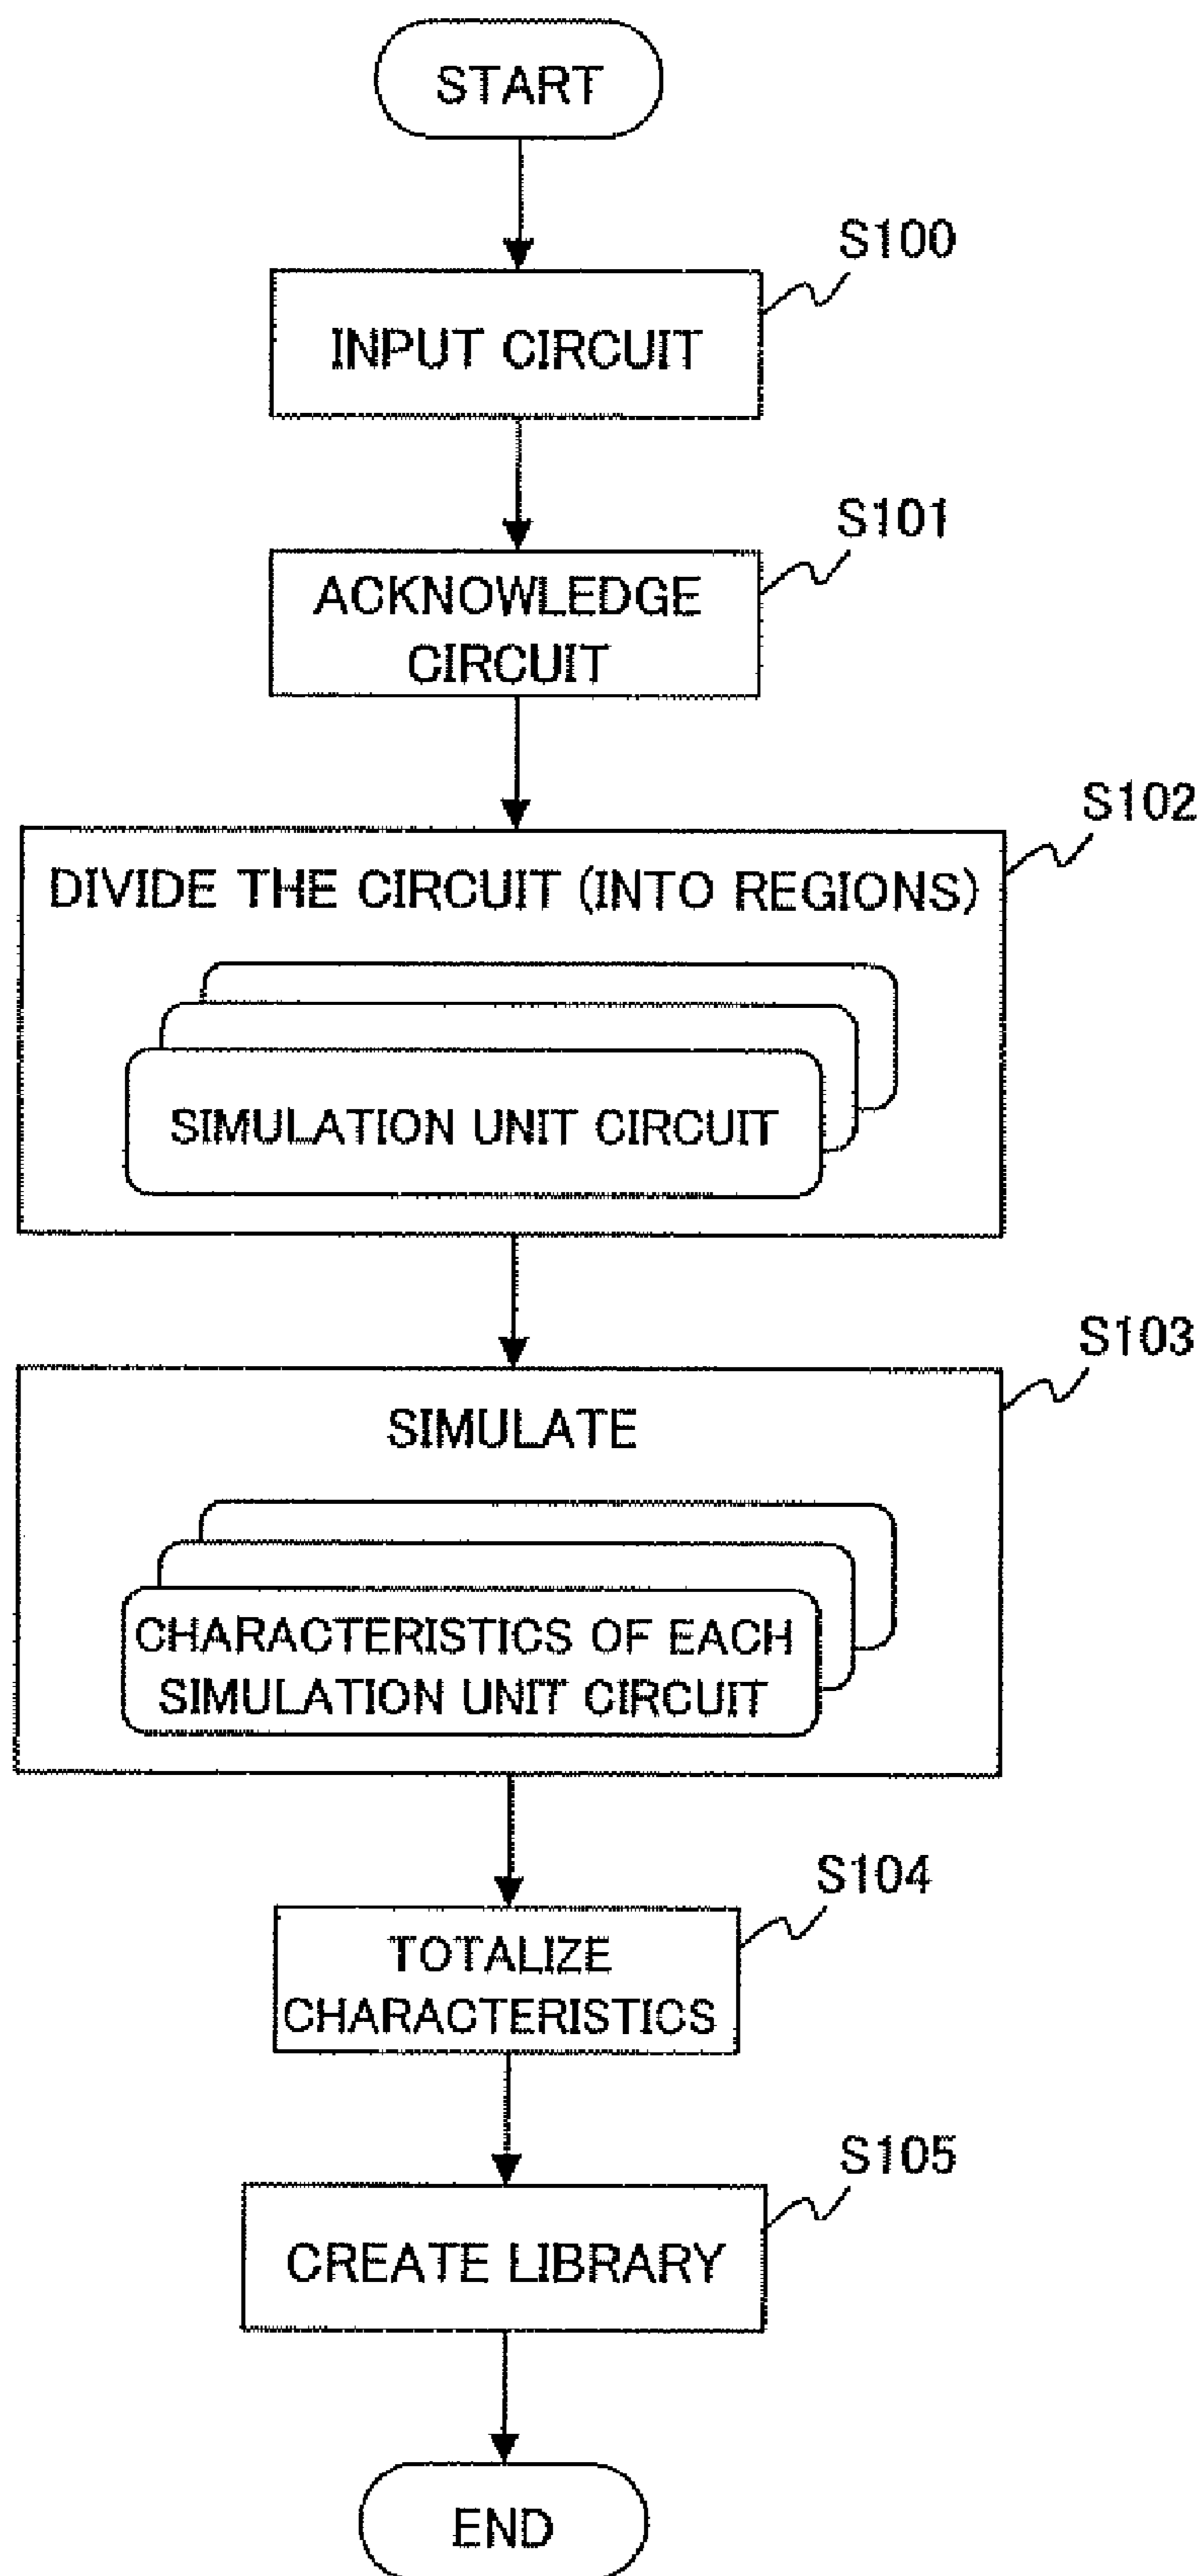 START
S100
INPUT CIRCUIT
S101
ACKNOWLEDGE
CIRCUIT
S102
DIVIDE THE CIRCUIT (INTO REGIONS)
SIMULATION UNIT CIRCUIT
S103
SIMULATE
CHARACTERISTICS OF EACH
SIMULATION UNIT CIRCUIT
S104
TOTALIZE
CHARACTERISTICS
S105
CREATE LIBRARY
END